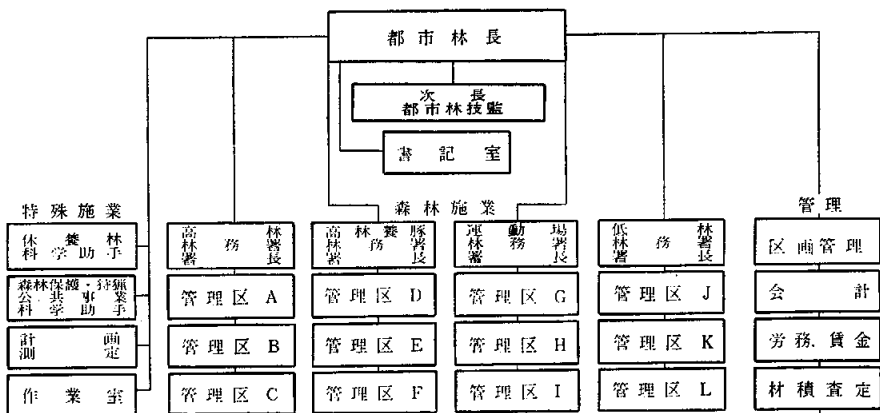 都市林長
次長
都市林技監
書記室
特殊施業
森林施業
管理
休養林
科学助手
高林
林務
署署長
高林養豚
林務署
署長
運動場
林務署
署長
低林
林務署
署長
区画管理
森林保護・狩猟
公共事業
科学助手
管理区 A
管理区 D
管理区 G
管理区 J
会計
計画
測定
管理区 B
管理区 E
管理区 H
管理区 K
労務、賃金
作業室
管理区 C
管理区 F
管理区 I
管理区 L
材積査定